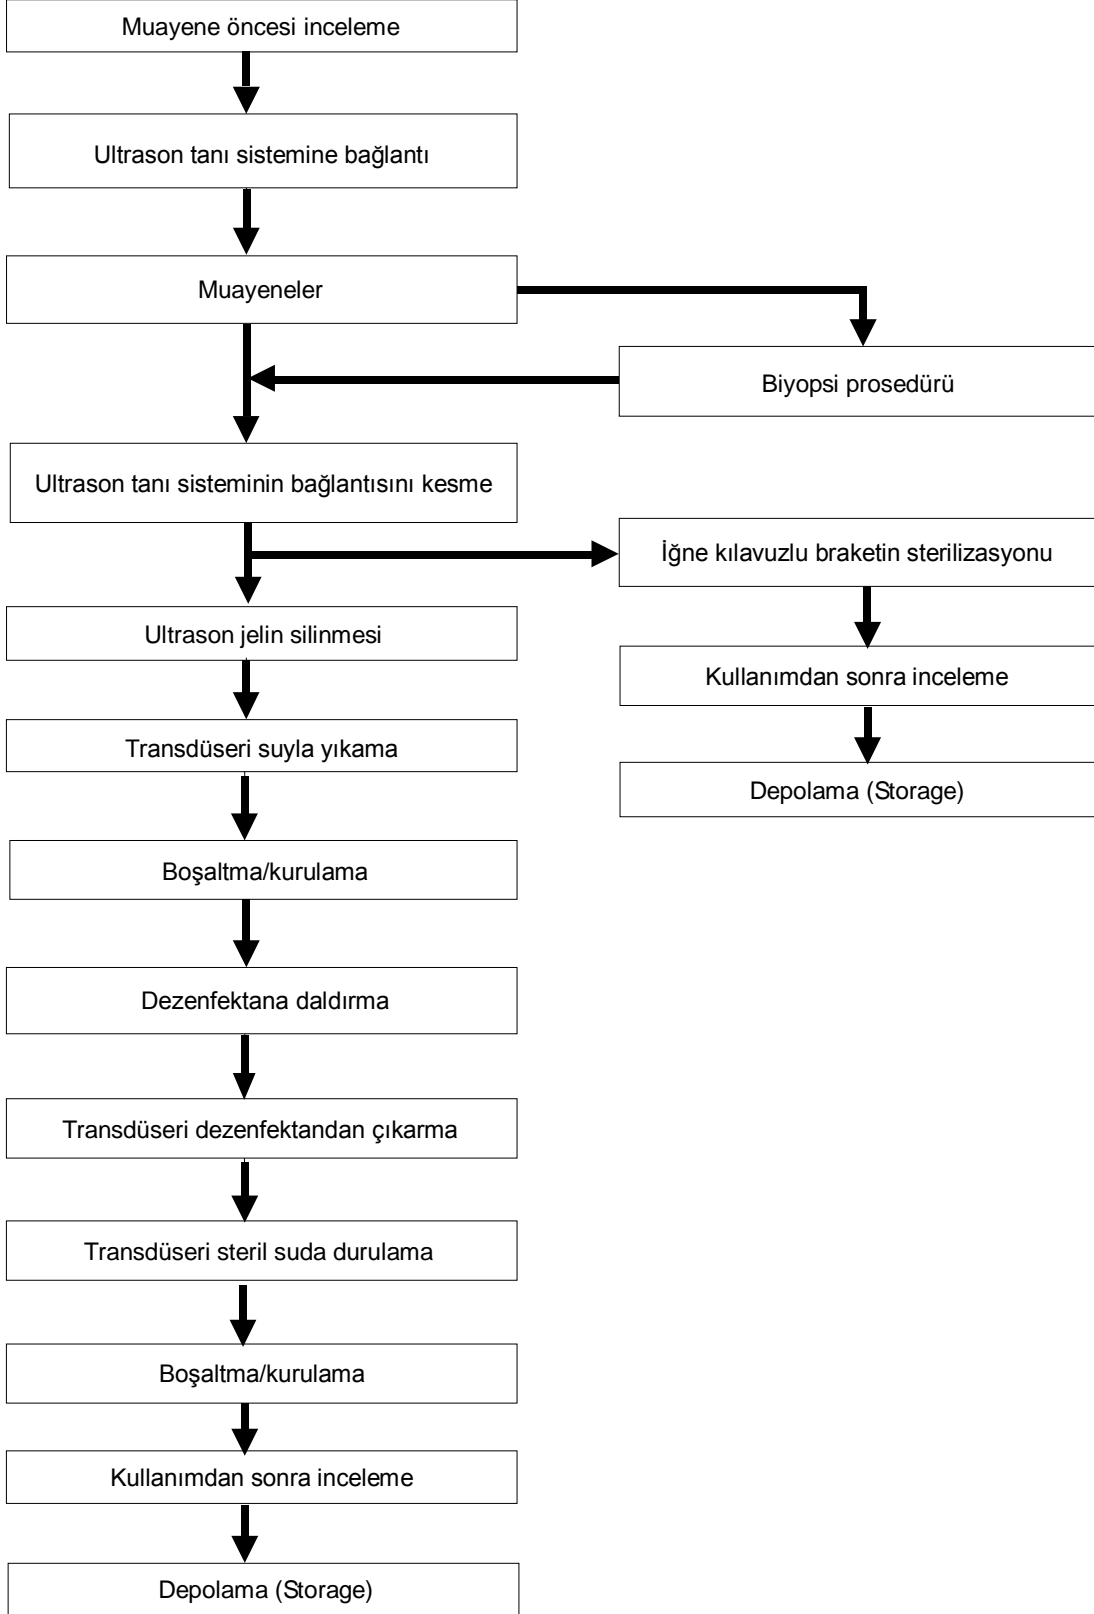 Muayene öncesi inceleme
Ultrason tanı sistemine bağlantı
Muayeneler
Biyopsi prosedürü
Ultrason tanı sisteminin bağlantısını kesme
İğne kılavuzlu braketin sterilizasyonu
Ultrason jelin silinmesi
Kullanımdan sonra inceleme
Transdüseri suyla yıkama
Depolama (Storage)
Boşaltma/kurulama
Dezenfektana daldırma
Transdüseri dezenfektandan çıkarma
Transdüseri steril suda durulama
Boşaltma/kurulama
Kullanımdan sonra inceleme
Depolama (Storage)